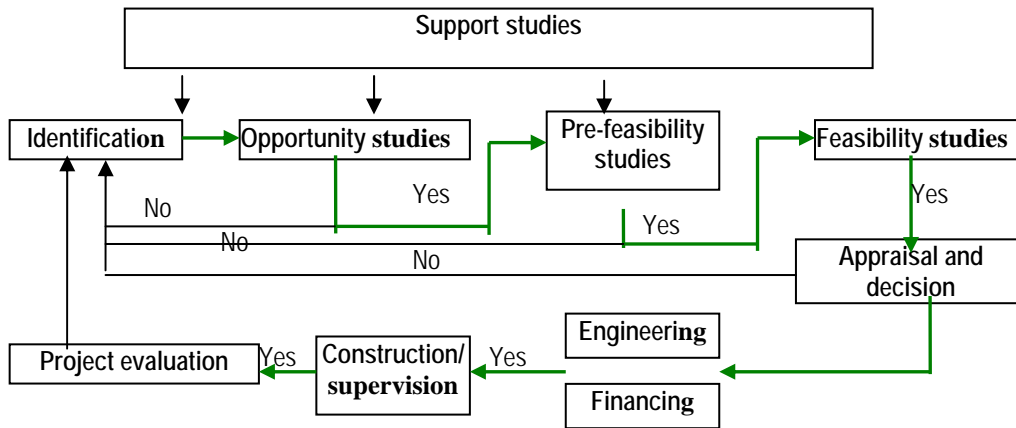 Support studies
Identification
Opportunity studies
Pre-feasibility
studies
Feasibility studies
No
Yes
Yes
Yes
No
No
Appraisal and
decision
Engineering
Project evaluation
Yes
Construction/
supervision
Yes
Financing